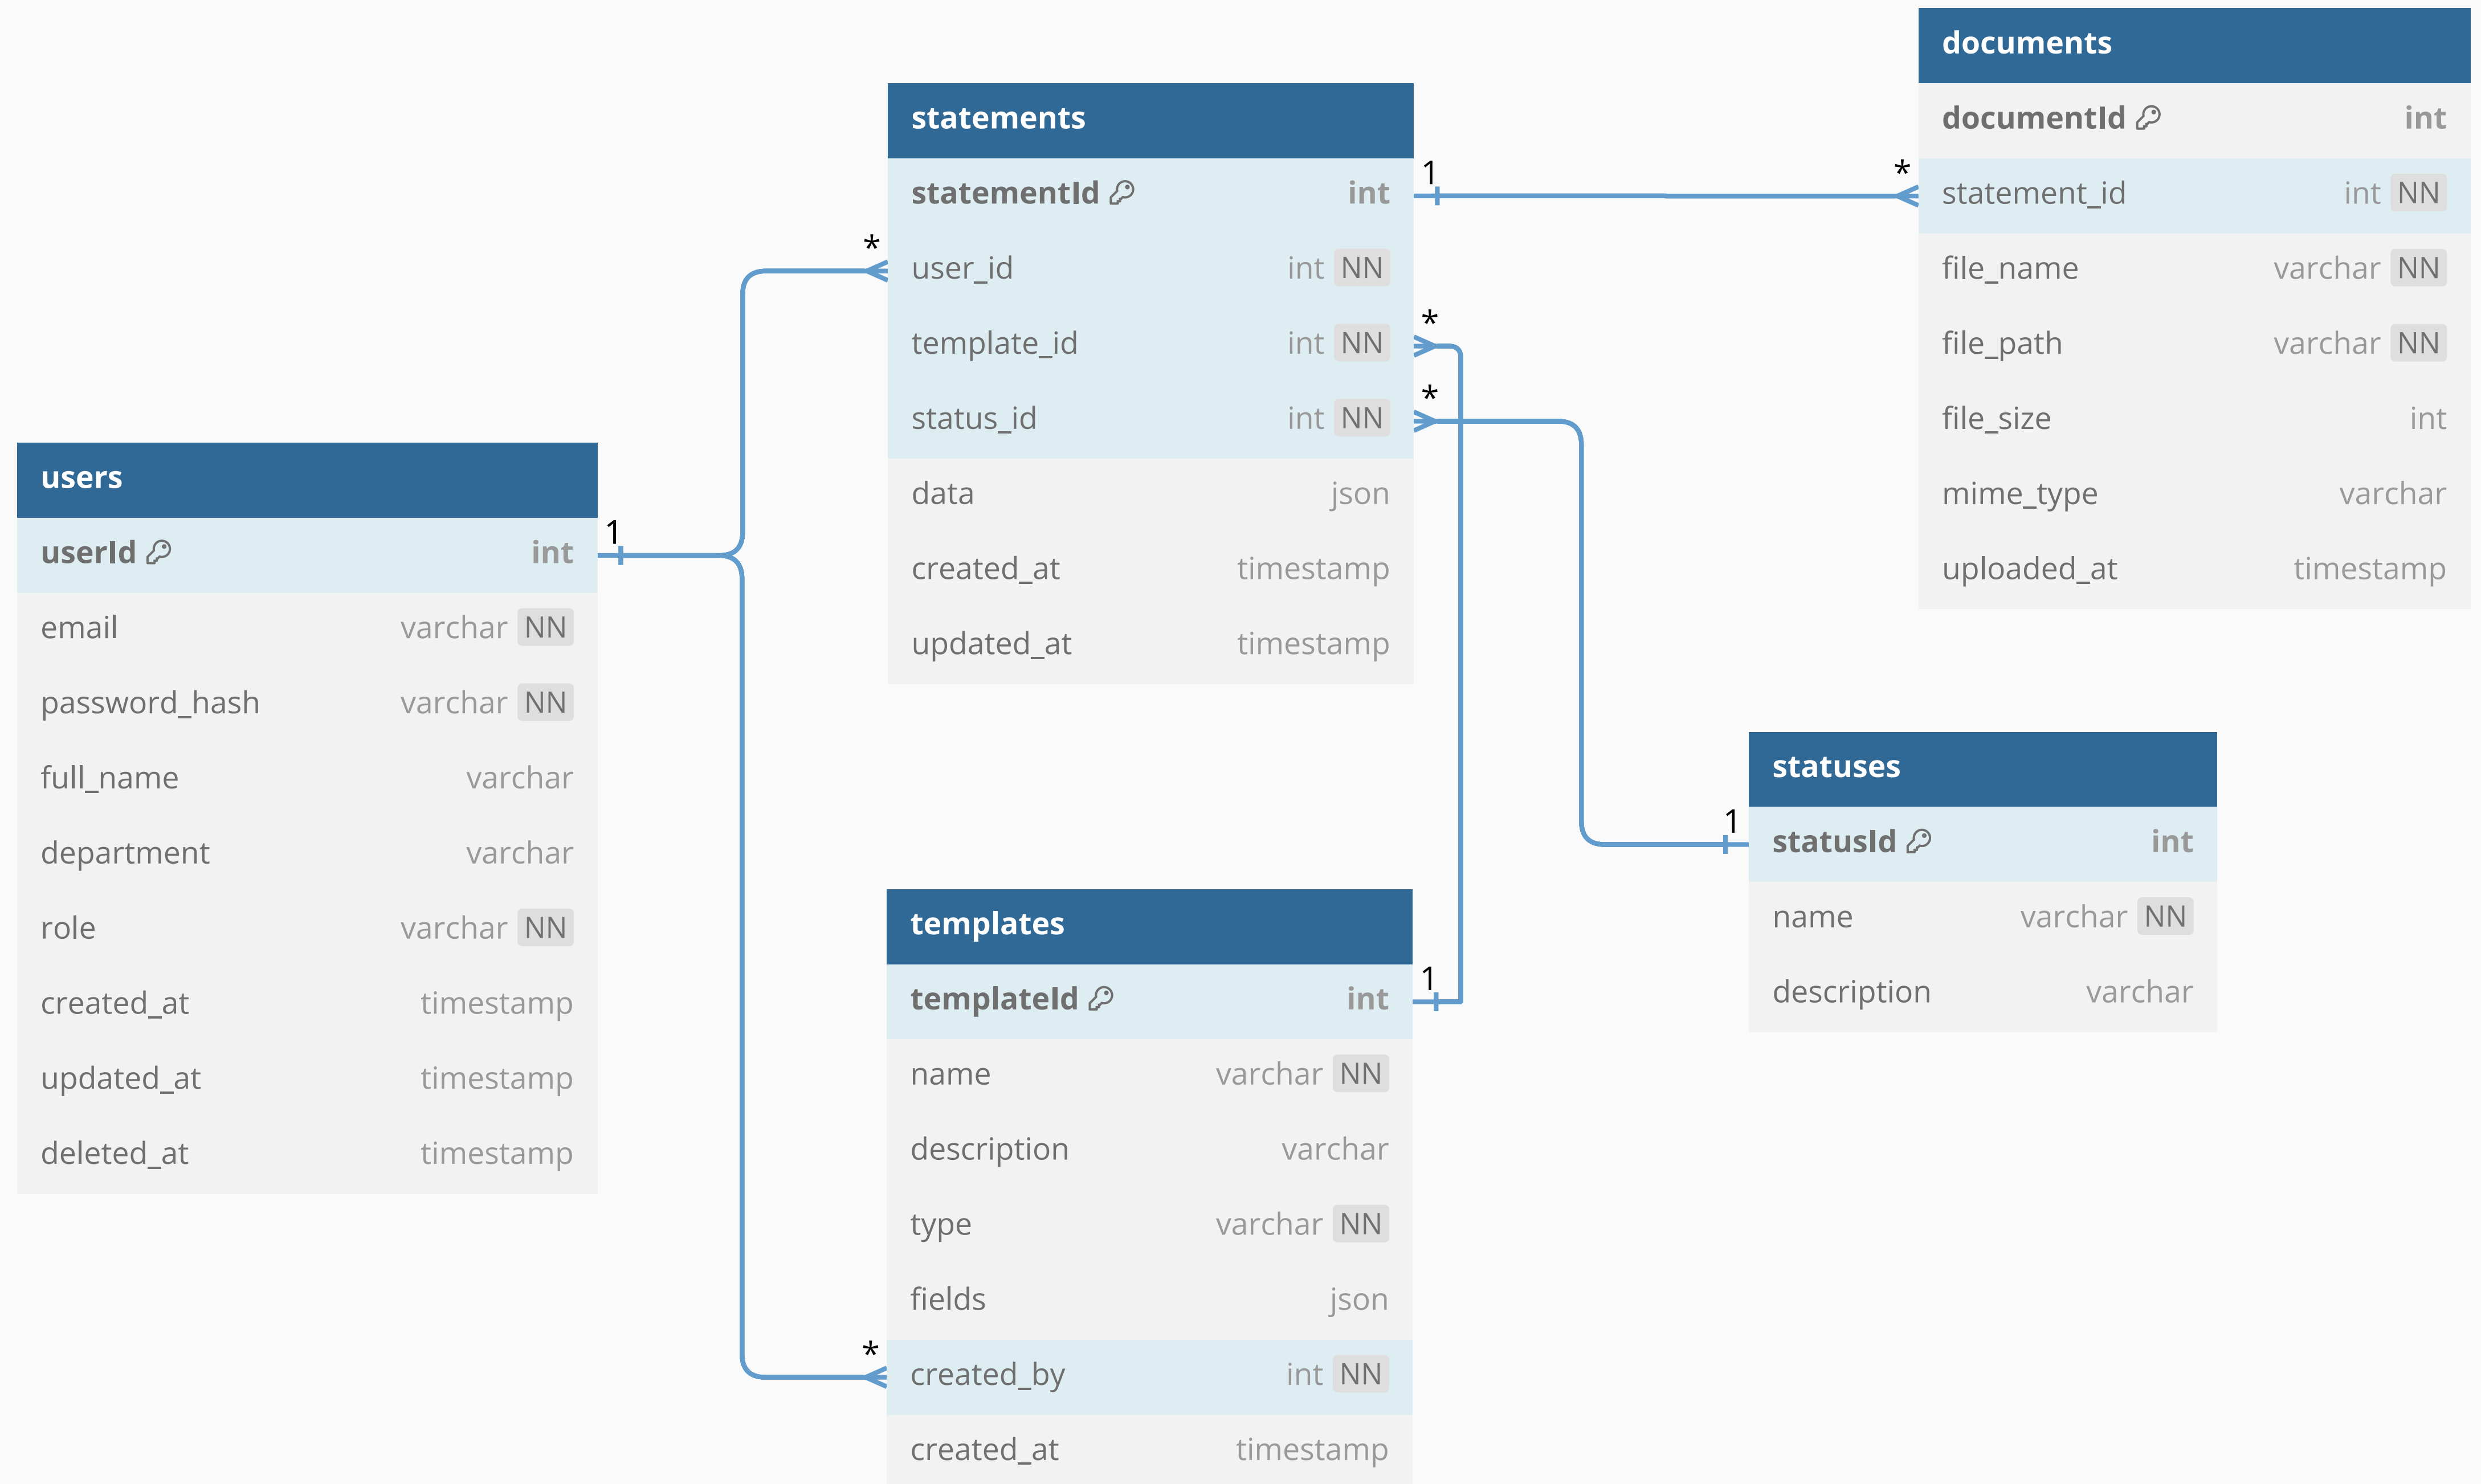 users
userId int
email varchar NN
password_hash varchar NN
full_name varchar
department varchar
role varchar NN
created_at timestamp
updated_at timestamp
deleted_at timestamp
1
*
*
statements
statementId int
user_id int NN
template_id int NN
status_id int NN
data json
created_at timestamp
updated_at timestamp
1
*
*
*
templates
templateId int
name varchar NN
description varchar
type varchar NN
fields json
created_by int NN
created_at timestamp
1
documents
documentId int
statement_id int NN
file_name varchar NN
file_path varchar NN
file_size int
mime_type varchar
uploaded_at timestamp
1
statuses
statusId int
name varchar NN
description varchar